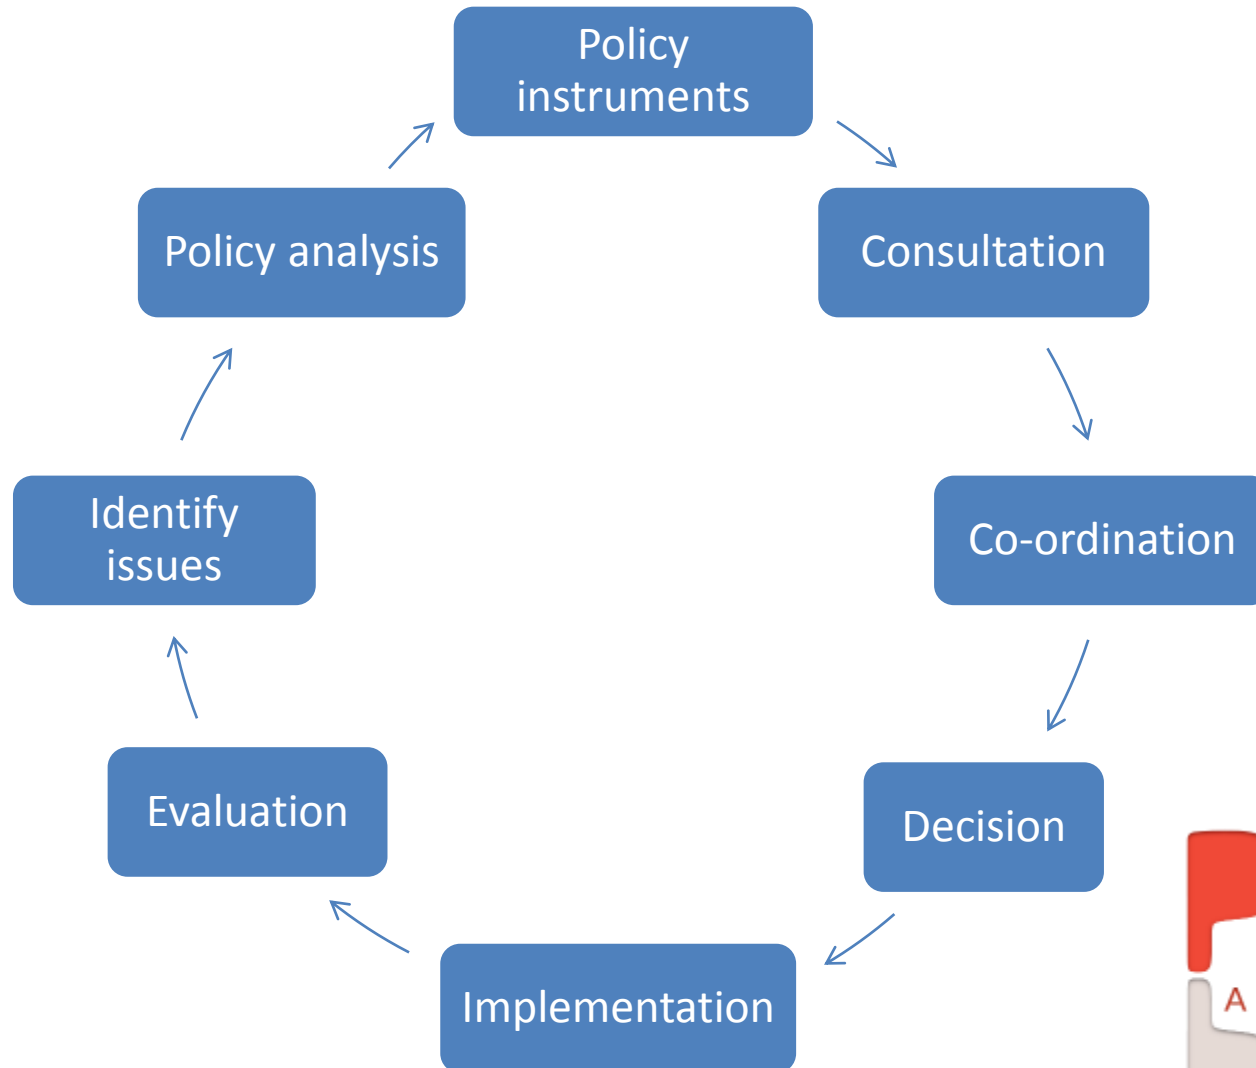 Policy
instruments
Policy analysis
Consultation
Identify
issues
Co-ordination
Evaluation
Decision
Implementation
A